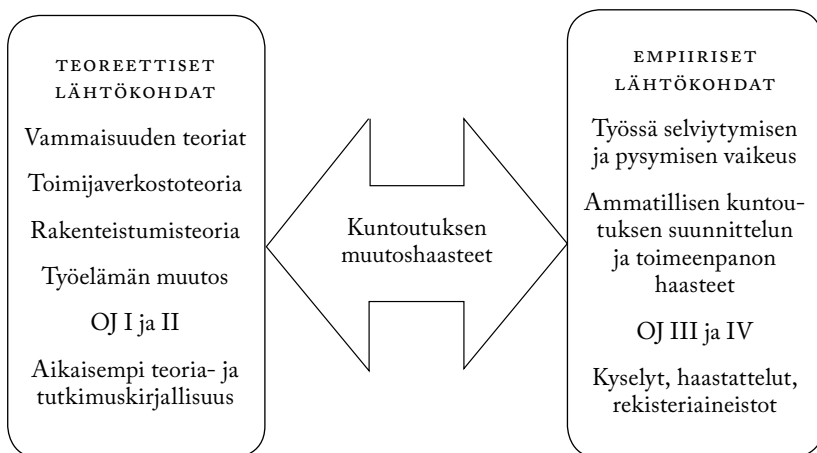 TEOREETTISET
LÄHTÖKOHDAT
Vammaisuuden teoriat
Toimijaverkostoteoria
Rakenteistumisteoria
Työelämän muutos
OJ I ja II
Aikaisempi teoria- ja
tutkimuskirjallisuus
Kuntoutuksen
muutoshaasteet
EMPIIRISET
LÄHTÖKOHDAT
Työssä selviytymisen
ja pysymisen vaikeus
Ammatillisen kuntou-
tuksen suunnittelun
ja toimeenpanon
haasteet
OJ III ja IV
Kyselyt, haastattelut,
rekisteriaineistot